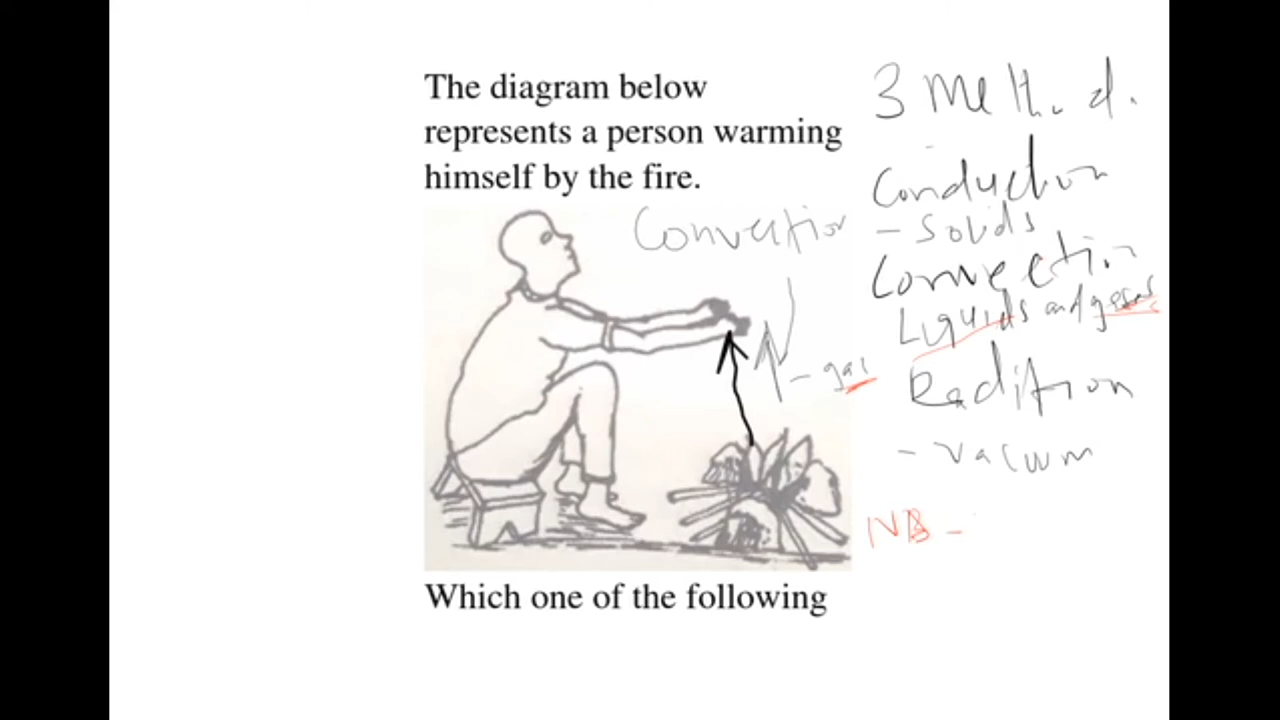 The diagram below
represents a person warming
himself by the fire.
Convection
- gas
Which one of the following
3 Method.
Conduction
- Solids
Convection
Liquids and gases
Radition
- Vacuum
NB -